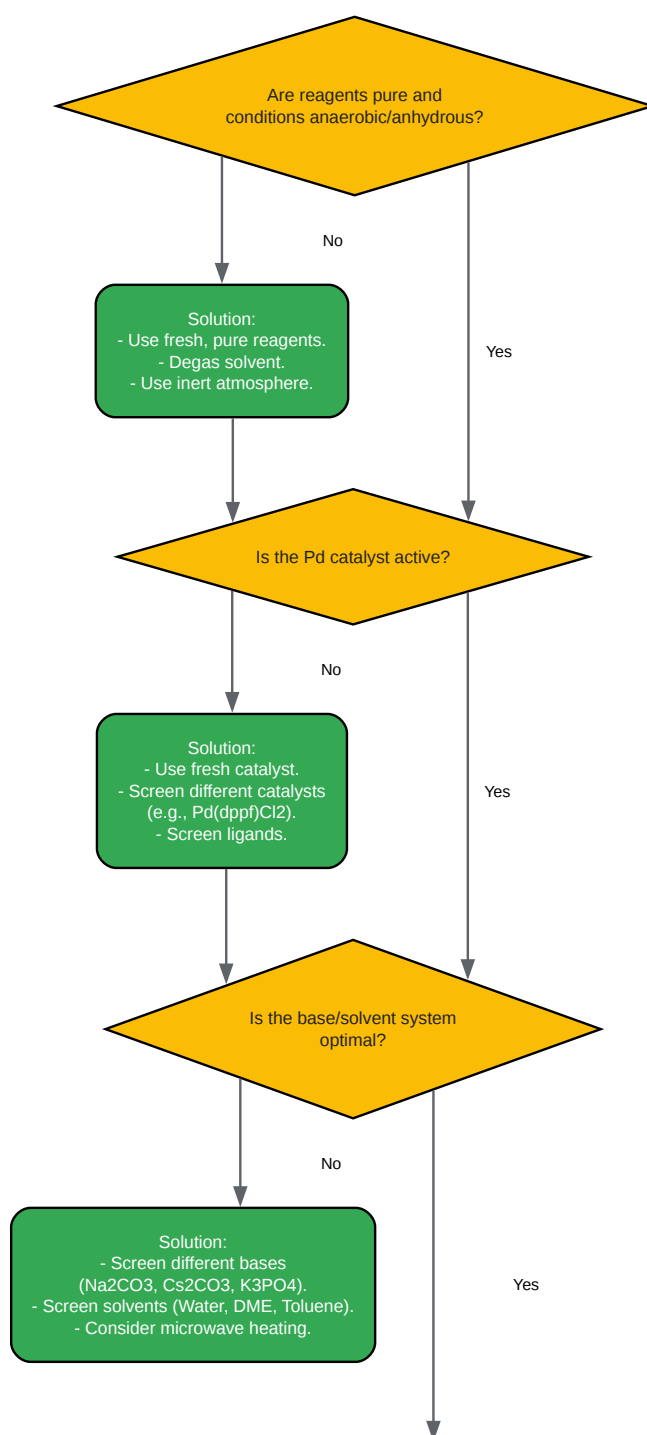 Are reagents pure and
conditions anaerobic/anhydrous?
No
Solution:
- Use fresh, pure reagents.
- Degas solvent.
- Use inert atmosphere.
Yes
Is the Pd catalyst active?
No
Solution:
- Use fresh catalyst.
- Screen different catalysts
(e.g., Pd(dppf)Cl2).
- Screen ligands.
Yes
Is the base/solvent system
optimal?
No
Solution:
- Screen different bases
(Na2CO3, Cs2CO3, K3PO4).
- Screen solvents (Water, DME, Toluene).
- Consider microwave heating.
Yes